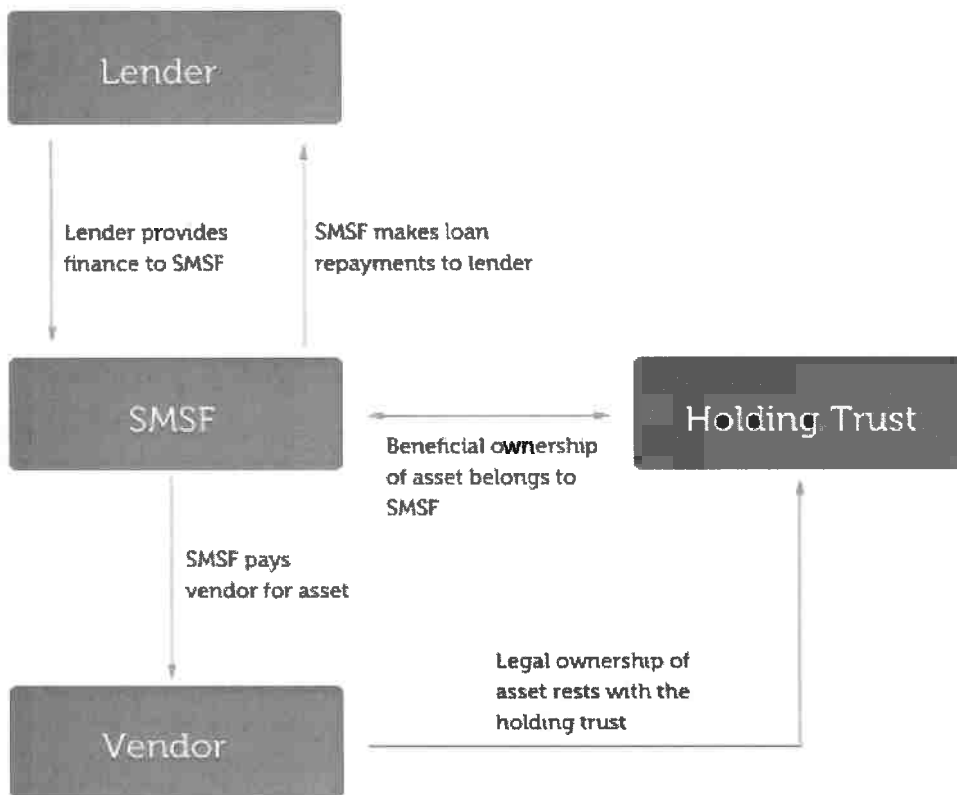 Lender
Lender provides
finance to SMSF
SMSF makes loan
repayments to lender
SMSF
Holding Trust
Beneficial ownership
of asset belongs to
SMSF
SMSF pays
vendor for asset
Legal ownership of
asset rests with the
holding trust
Vendor